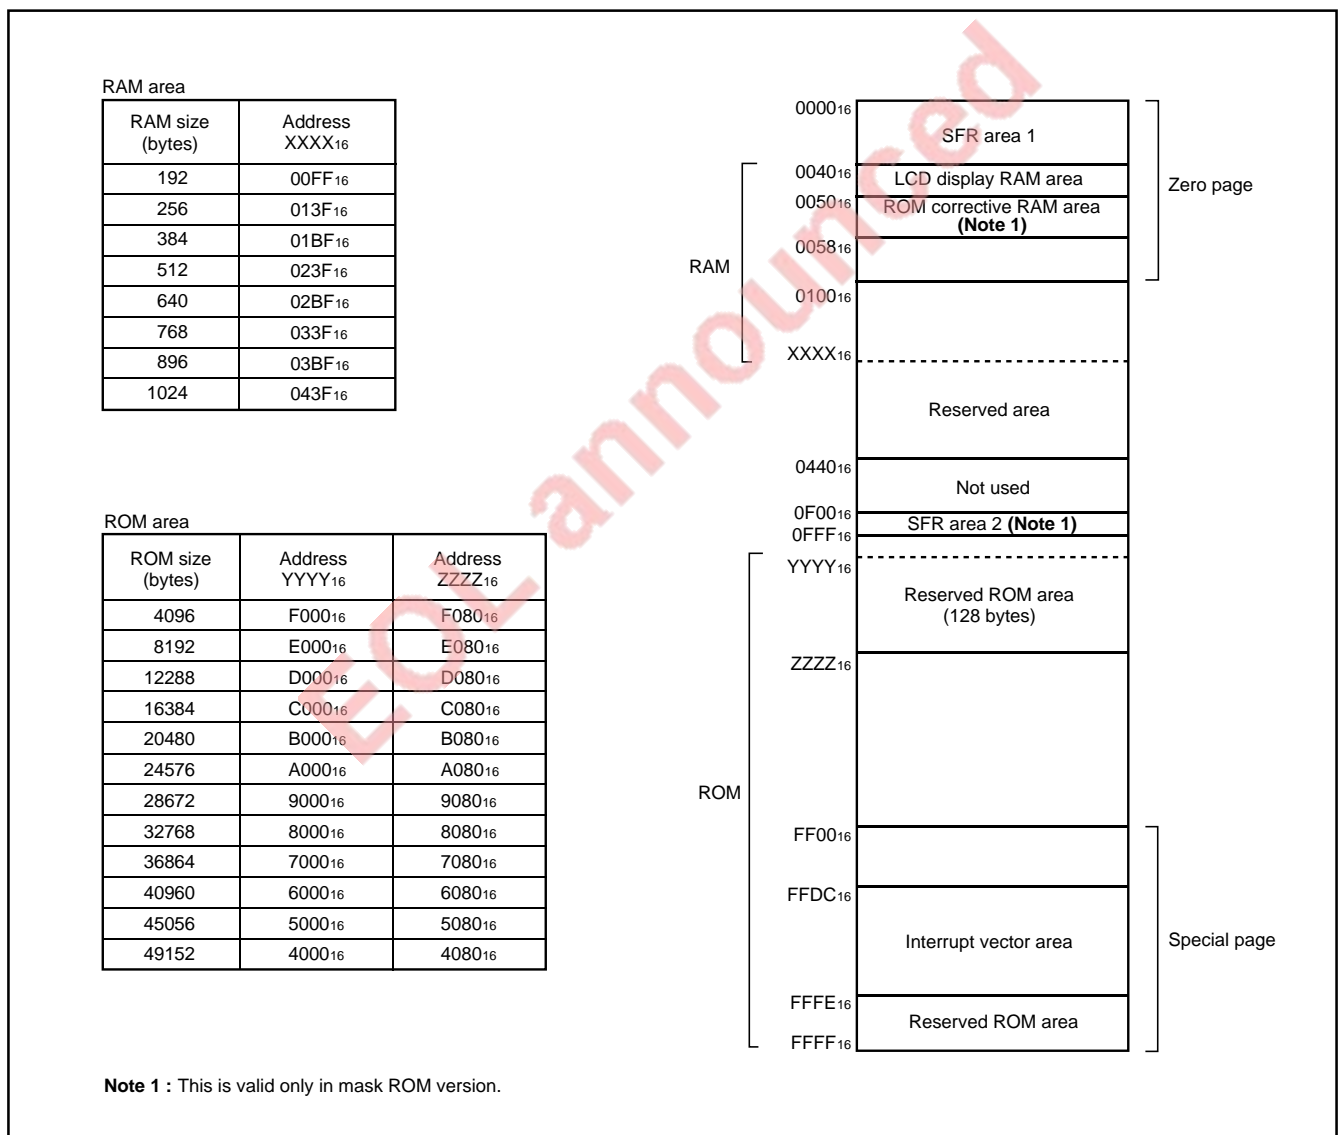 RAM area
RAM size (bytes) Address XXXX16
192 00FF16
256 013F16
384 01BF16
512 023F16
640 02BF16
768 033F16
896 03BF16
1024 043F16
ROM area
ROM size (bytes) Address YYYY16 Address ZZZZ16
4096 F00016 F08016
8192 E00016 E08016
12288 D00016 D08016
16384 C00016 C08016
20480 B00016 B08016
24576 A00016 A08016
28672 900016 908016
32768 800016 808016
36864 700016 708016
40960 600016 608016
45056 500016 508016
49152 400016 408016
000016
SFR area 1
004016
LCD display RAM area
Zero page
005016
ROM corrective RAM area
(Note 1)
005816
RAM
010016
XXXX16
Reserved area
044016
Not used
0F0016
SFR area 2 (Note 1)
0FFF16
YYYY16
Reserved ROM area
(128 bytes)
ZZZZ16
ROM
FF0016
FFDC16
Interrupt vector area
Special page
FFFE16
Reserved ROM area
FFFF16
Note 1 : This is valid only in mask ROM version.
EOL announced